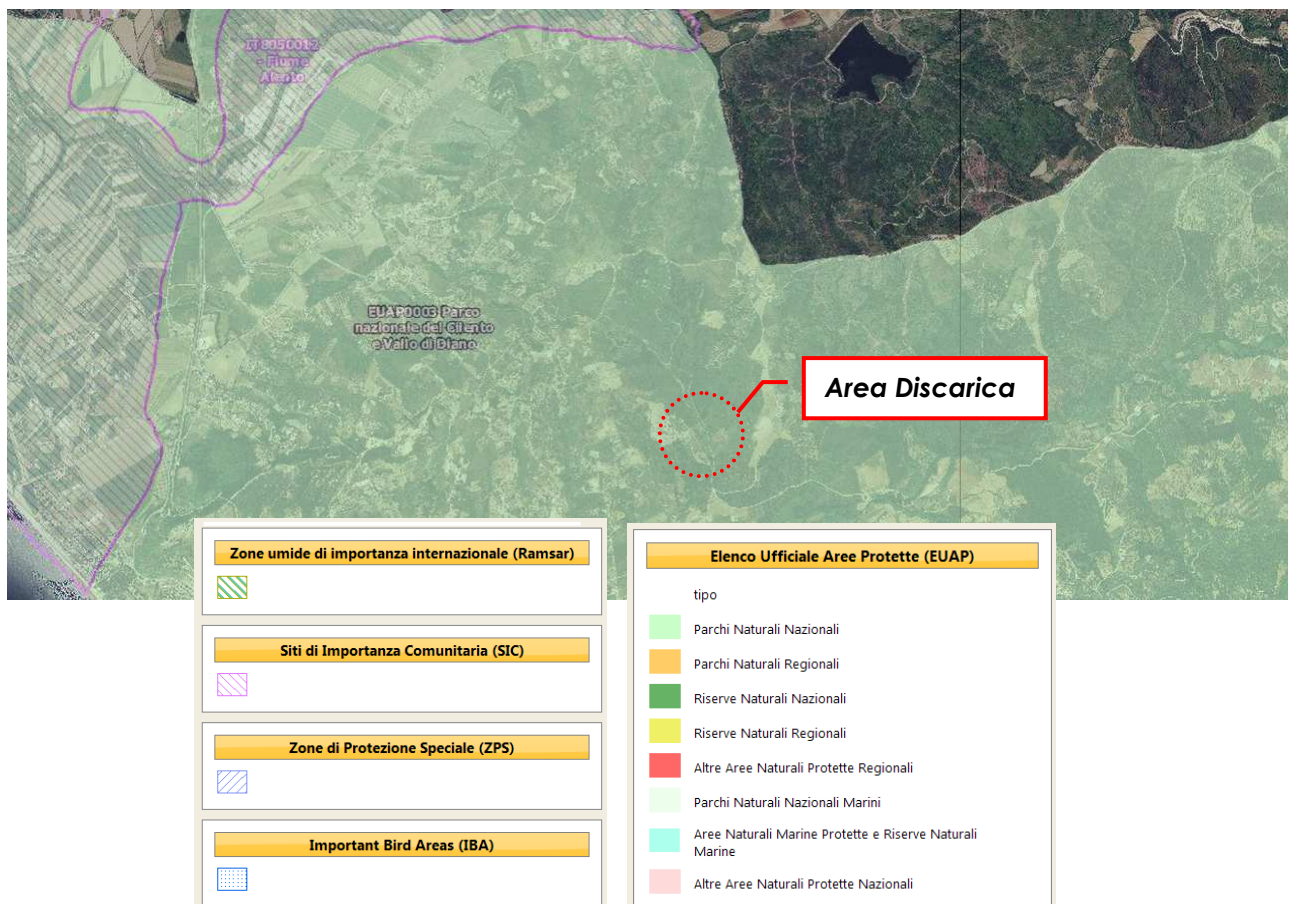 IT8050012
- Fiume
Alento
EUAP0003 Parco
nazionale del Cilento
e Vallo di Diano
Area Discarica
Zone umide di importanza internazionale (Ramsar)
Siti di Importanza Comunitaria (SIC)
Zone di Protezione Speciale (ZPS)
Important Bird Areas (IBA)
Elenco Ufficiale Aree Protette (EUAP)
tipo
Parchi Naturali Nazionali
Parchi Naturali Regionali
Riserve Naturali Nazionali
Riserve Naturali Regionali
Altre Aree Naturali Protette Regionali
Parchi Naturali Nazionali Marini
Aree Naturali Marine Protette e Riserve Naturali
Marine
Altre Aree Naturali Protette Nazionali